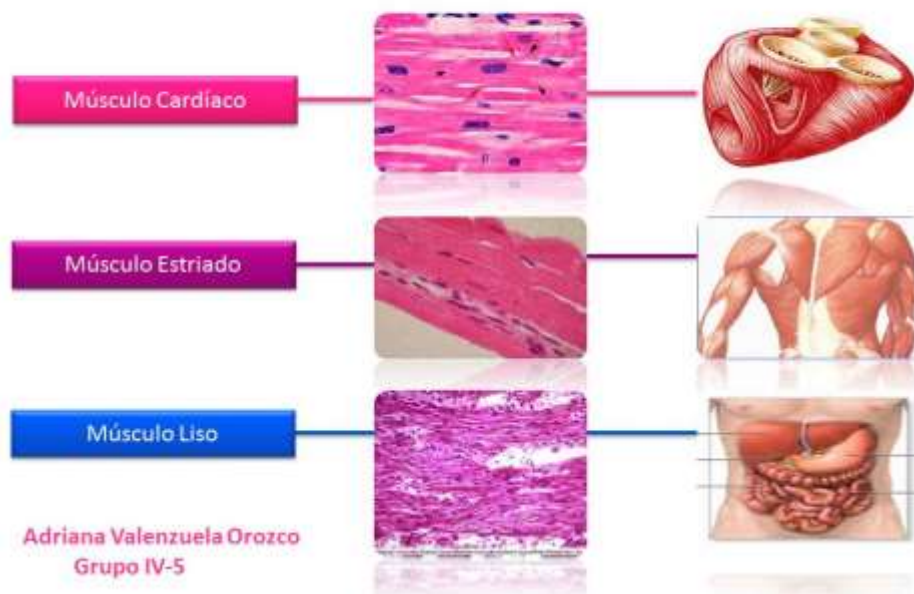 Músculo Cardíaco
Músculo Estriado
Músculo Liso
Adriana Valenzuela Orozco
Grupo IV-5